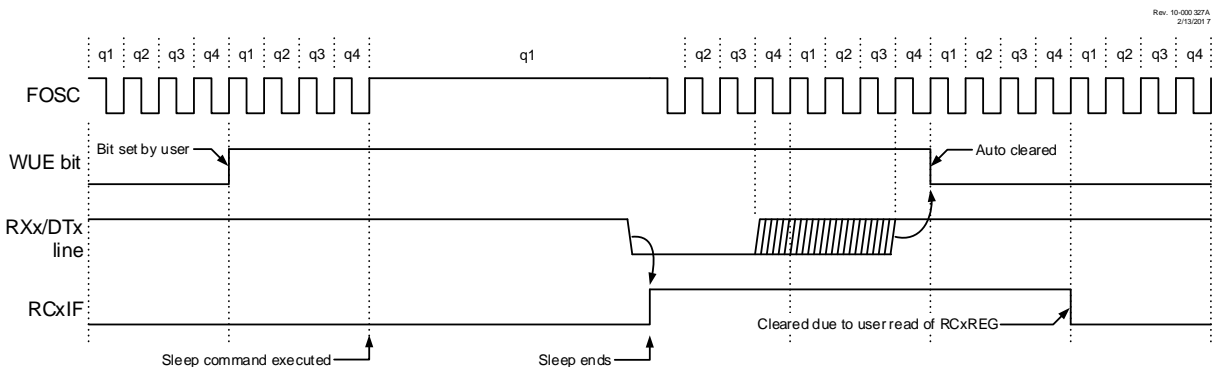 Rev. 10-000327A
2/13/2017
q1 q2 q3 q4 q1 q2 q3 q4 q1 q2 q3 q4 q1 q2 q3 q4 q1 q2 q3 q4 q1 q2 q3 q4
FOSC
WUE bit
Bit set by user
Auto cleared
RXx/DTx
line
RCxIF
Cleared due to user read of RCxREG
Sleep command executed
Sleep ends